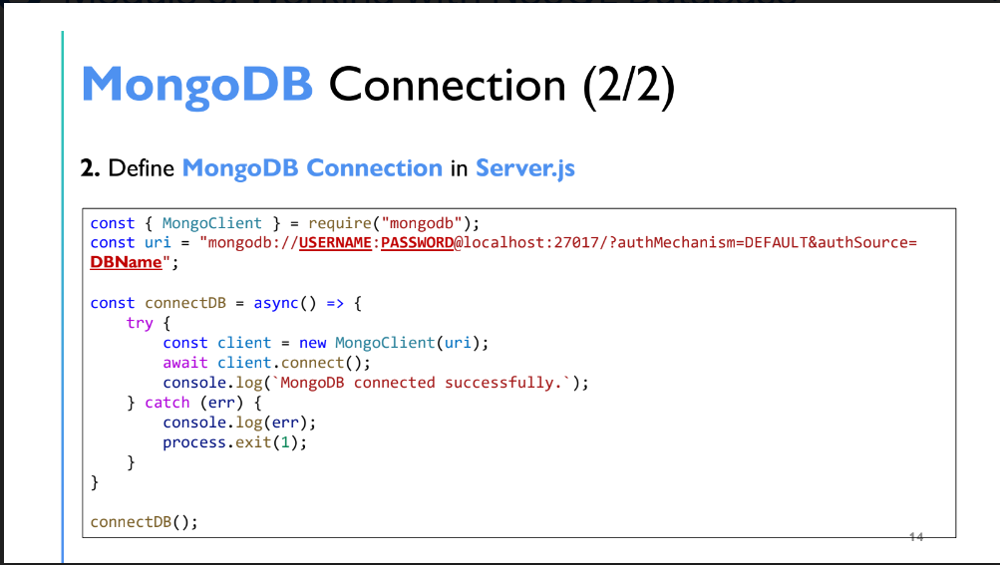 MongoDB Connection (2/2)
2. Define MongoDB Connection in Server.js
const { MongoClient } = require("mongodb");
const uri = "mongodb://USERNAME:PASSWORD@localhost:27017/?authMechanism=DEFAULT&authSource=
DBName";
const connectDB = async() => {
    try {
        const client = new MongoClient(uri);
        await client.connect();
        console.log(`MongoDB connected successfully.`);
    } catch (err) {
        console.log(err);
        process.exit(1);
    }
}
connectDB();
14